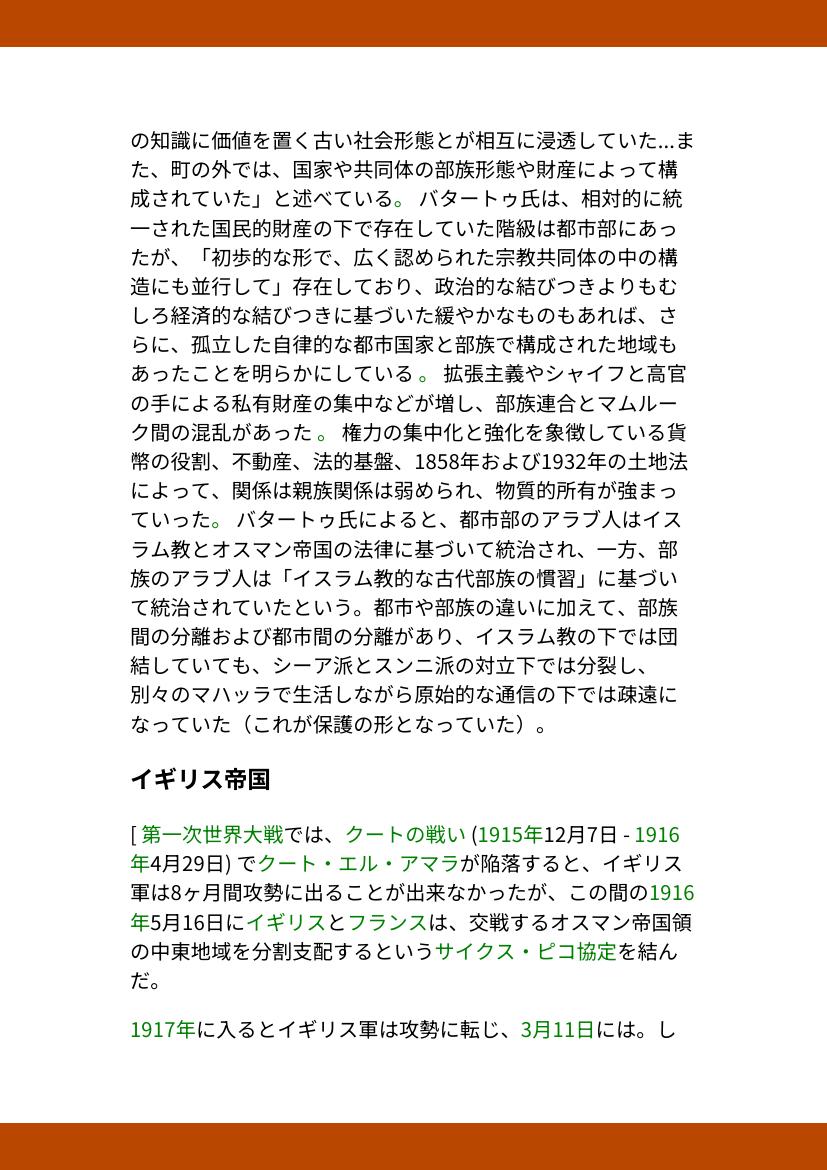 の知識に価値を置く古い社会形態とが相互に浸透していた...ま
た、町の外では、国家や共同体の部族形態や財産によって構
成されていた」と述べている。 バタートゥ氏は、相対的に統
一された国民的財産の下で存在していた階級は都市部にあっ
たが、「初歩的な形で、広く認められた宗教共同体の中の構
造にも並行して」存在しており、政治的な結びつきよりもむ
しろ経済的な結びつきに基づいた緩やかなものもあれば、さ
らに、孤立した自律的な都市国家と部族で構成された地域も
あったことを明らかにしている 。 拡張主義やシャイフと高官
の手による私有財産の集中などが増し、部族連合とマムルー
ク間の混乱があった 。 権力の集中化と強化を象徴している貨
幣の役割、不動産、法的基盤、1858年および1932年の土地法
によって、関係は親族関係は弱められ、物質的所有が強まっ
ていった。 バタートゥ氏によると、都市部のアラブ人はイス
ラム教とオスマン帝国の法律に基づいて統治され、一方、部
族のアラブ人は「イスラム教的な古代部族の慣習」に基づい
て統治されていたという。都市や部族の違いに加えて、部族
間の分離および都市間の分離があり、イスラム教の下では団
結していても、シーア派とスンニ派の対立下では分裂し、
別々のマハッラで生活しながら原始的な通信の下では疎遠に
なっていた（これが保護の形となっていた）。
イギリス帝国
[ 第一次世界大戦では、クートの戦い (1915年12月7日 - 1916
年4月29日) でクート・エル・アマラが陥落すると、イギリス
軍は8ヶ月間攻勢に出ることが出来なかったが、この間の1916
年5月16日にイギリスとフランスは、交戦するオスマン帝国領
の中東地域を分割支配するというサイクス・ピコ協定を結ん
だ。
1917年に入るとイギリス軍は攻勢に転じ、3月11日には。し